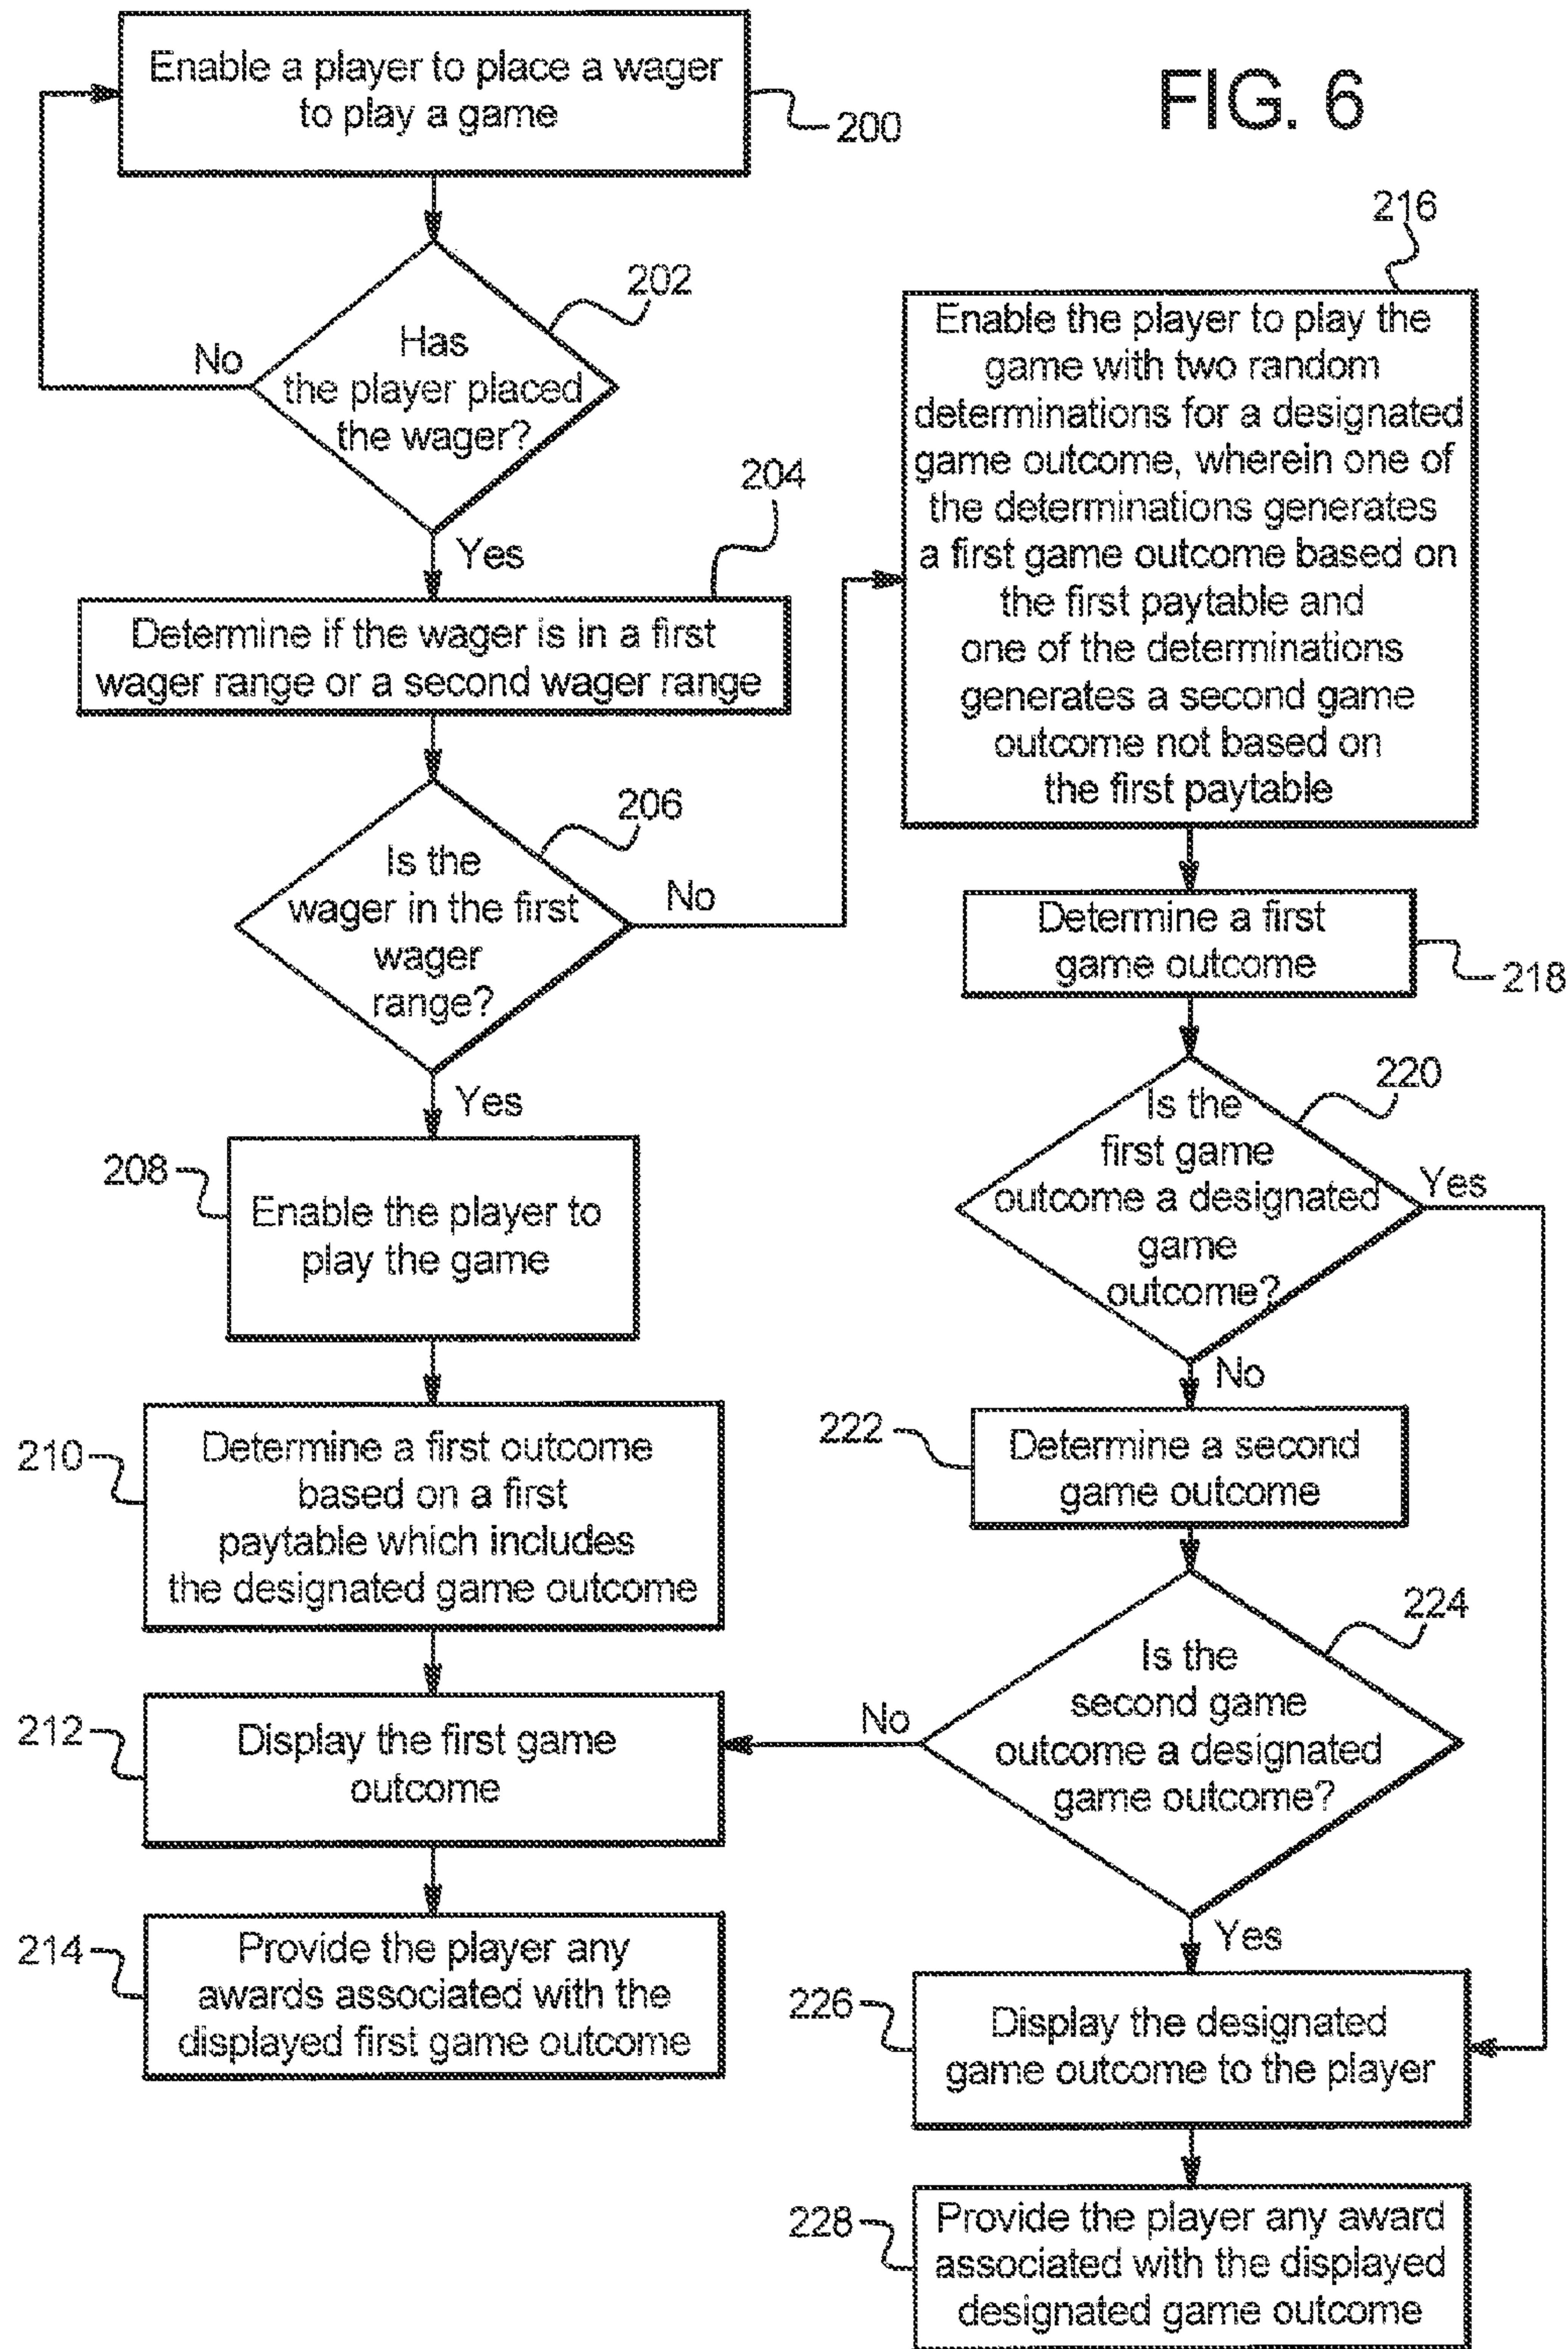 FIG. 6
Enable a player to place a wager
to play a game
200
202
Has
the player placed
the wager?
No
Yes
204
Determine if the wager is in a first
wager range or a second wager range
206
Is the
wager in the first
wager
range?
No
Yes
208
Enable the player to
play the game
210
Determine a first outcome
based on a first
paytable which includes
the designated game outcome
212
Display the first game
outcome
214
Provide the player any
awards associated with the
displayed first game outcome
216
Enable the player to play the
game with two random
determinations for a designated
game outcome, wherein one of
the determinations generates
a first game outcome based on
the first paytable and
one of the determinations
generates a second game
outcome not based on
the first paytable
Determine a first
game outcome
218
220
Is the
first game
outcome a designated
game
outcome?
Yes
No
222
Determine a second
game outcome
224
Is the
second game
outcome a designated
game outcome?
No
Yes
226
Display the designated
game outcome to the player
228
Provide the player any award
associated with the displayed
designated game outcome